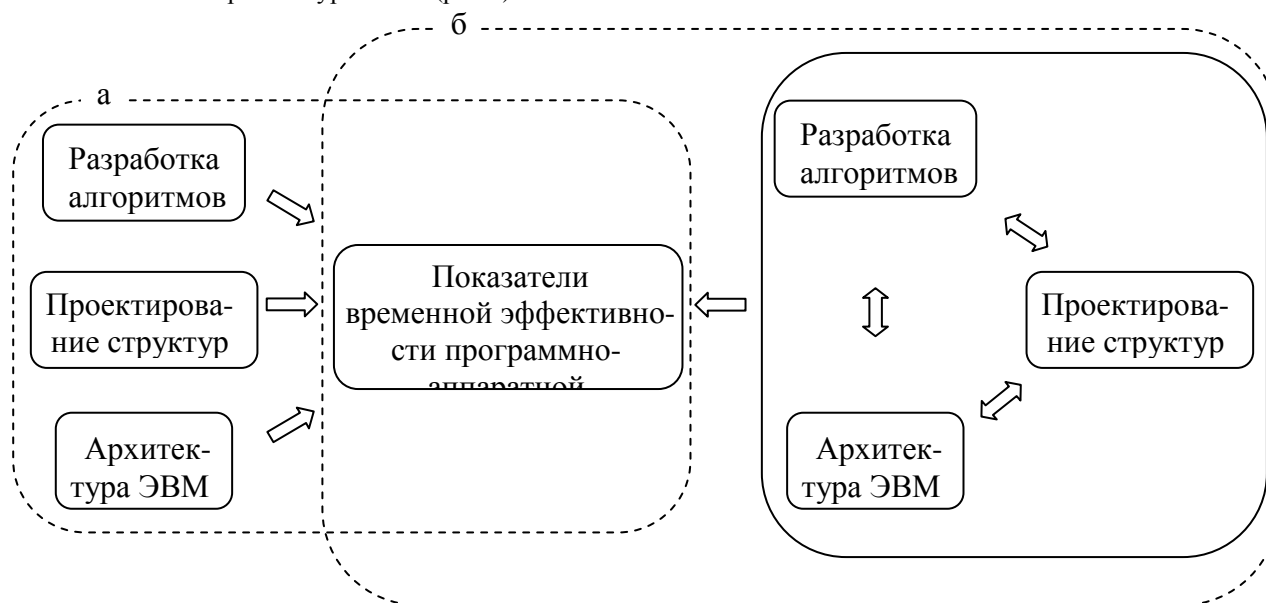 б
а
Разработка
алгоритмов
Проектирова-
ние структур
Архитек-
тура ЭВМ
Показатели
временной эффективно-
сти программно-
аппаратной
Разработка
алгоритмов
Проектирова-
ние структур
Архитек-
тура ЭВМ